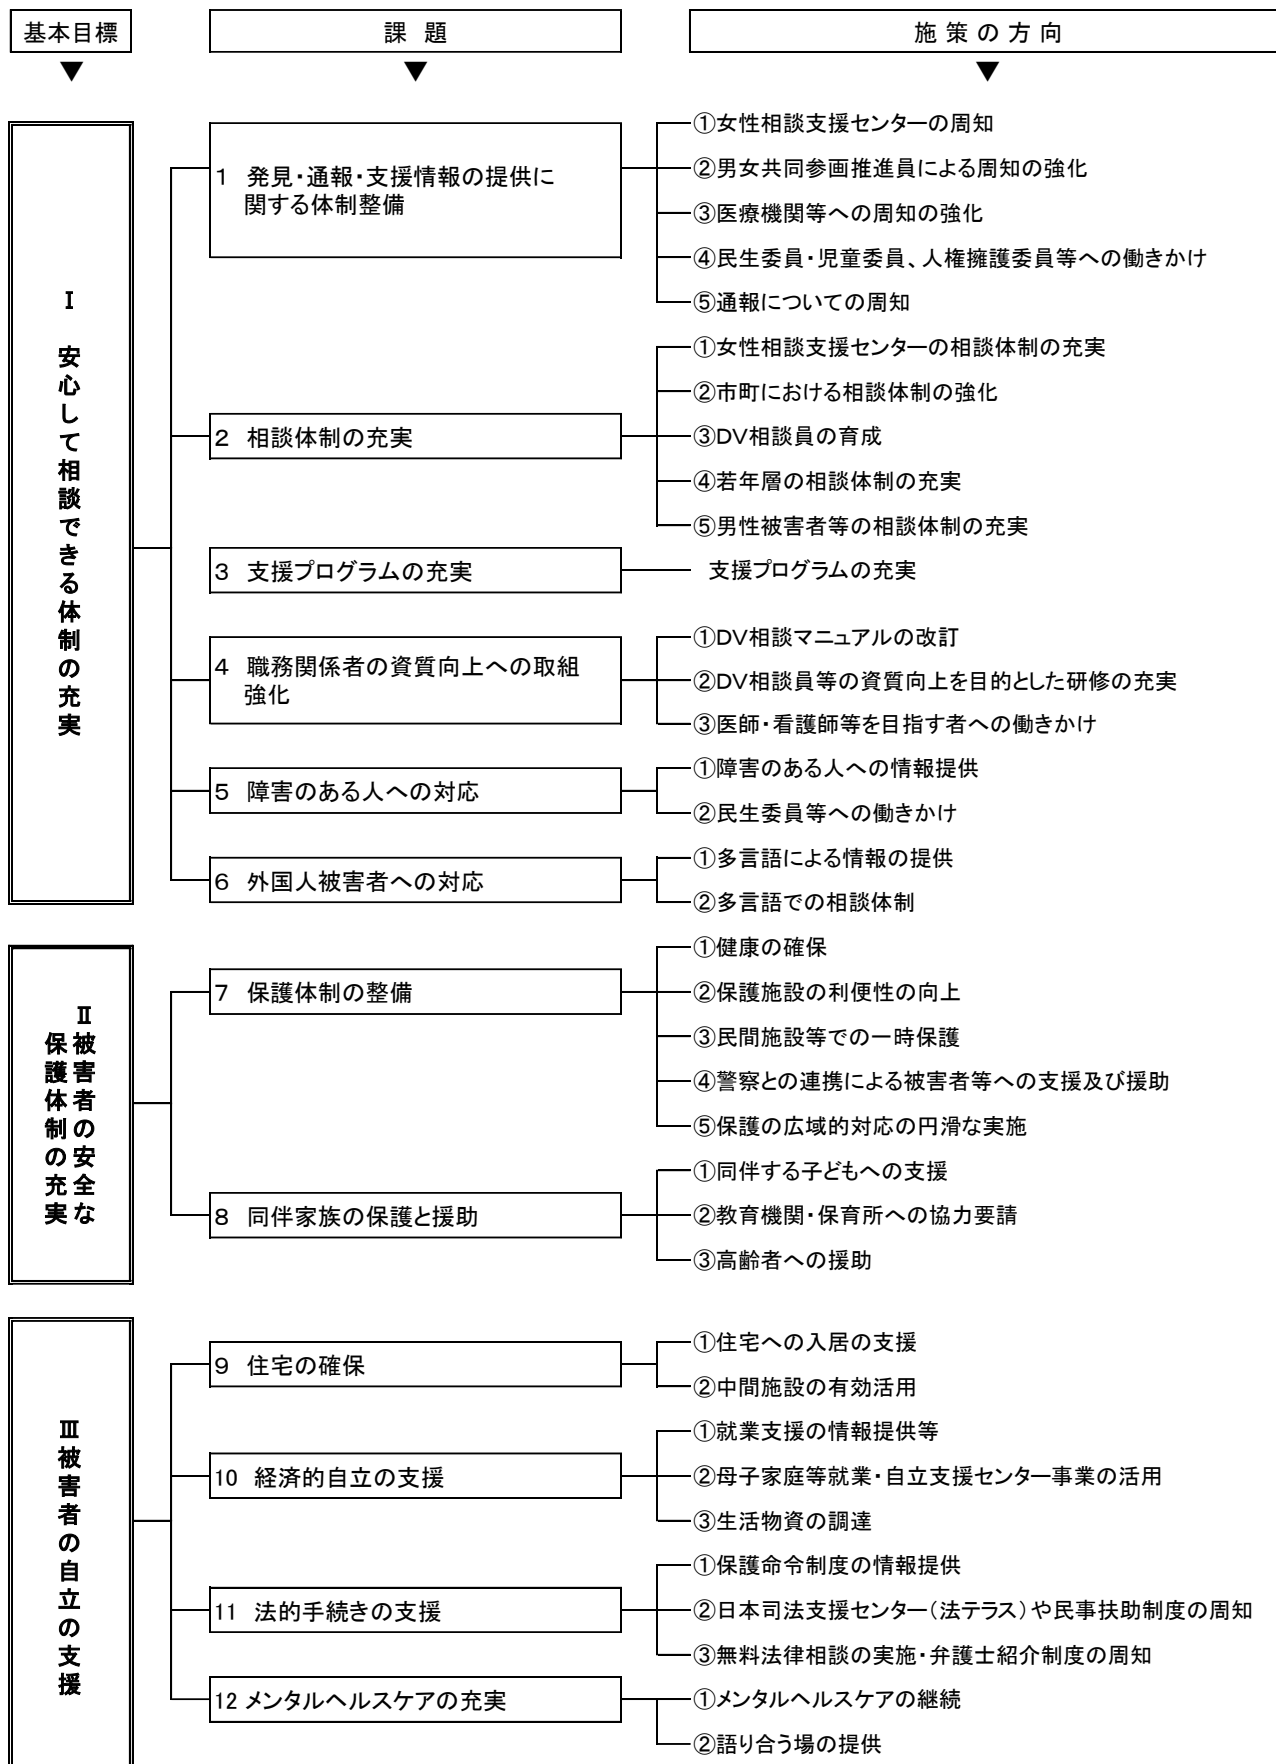 基本目標
課 題
施 策 の 方 向
▼
▼
▼
Ⅰ 安心して相談できる体制の充実
1 発見・通報・支援情報の提供に
関する体制整備
①女性相談支援センターの周知
②男女共同参画推進員による周知の強化
③医療機関等への周知の強化
④民生委員・児童委員、人権擁護委員等への働きかけ
⑤通報についての周知
2 相談体制の充実
①女性相談支援センターの相談体制の充実
②市町における相談体制の強化
③DV相談員の育成
④若年層の相談体制の充実
⑤男性被害者等の相談体制の充実
3 支援プログラムの充実
支援プログラムの充実
4 職務関係者の資質向上への取組
強化
①DV相談マニュアルの改訂
②DV相談員等の資質向上を目的とした研修の充実
③医師・看護師等を目指す者への働きかけ
5 障害のある人への対応
①障害のある人への情報提供
②民生委員等への働きかけ
6 外国人被害者への対応
①多言語による情報の提供
②多言語での相談体制
Ⅱ被害者の安全な
保護体制の充実
7 保護体制の整備
①健康の確保
②保護施設の利便性の向上
③民間施設等での一時保護
④警察との連携による被害者等への支援及び援助
⑤保護の広域的対応の円滑な実施
8 同伴家族の保護と援助
①同伴する子どもへの支援
②教育機関・保育所への協力要請
③高齢者への援助
Ⅲ被害者の自立の支援
9 住宅の確保
①住宅への入居の支援
②中間施設の有効活用
10 経済的自立の支援
①就業支援の情報提供等
②母子家庭等就業・自立支援センター事業の活用
③生活物資の調達
11 法的手続きの支援
①保護命令制度の情報提供
②日本司法支援センター(法テラス)や民事扶助制度の周知
③無料法律相談の実施・弁護士紹介制度の周知
12 メンタルヘルスケアの充実
①メンタルヘルスケアの継続
②語り合う場の提供